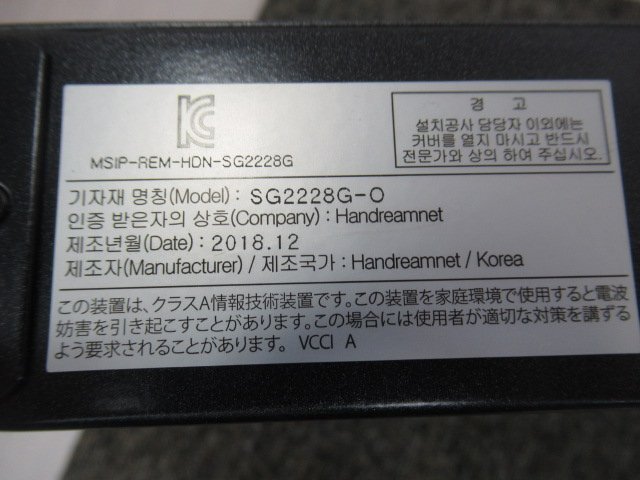 KC
MSIP-REM-HDN-SG2228G
경 고
설치공사 담당자 이외에는
커버를 열지 마시고 반드시
전문가와 상의 하여 주십시오.
기자재 명칭(Model) : SG2228G-O
인증 받은자의 상호(Company) : Handreamnet
제조년월(Date) : 2018.12
제조자(Manufacturer) / 제조국가 : Handreamnet / Korea
この装置は、クラスA情報技術装置です。この装置を家庭環境で使用すると電波
妨害を引き起こすことがあります。この場合には使用者が適切な対策を講ずる
よう要求されることがあります。 VCCI A